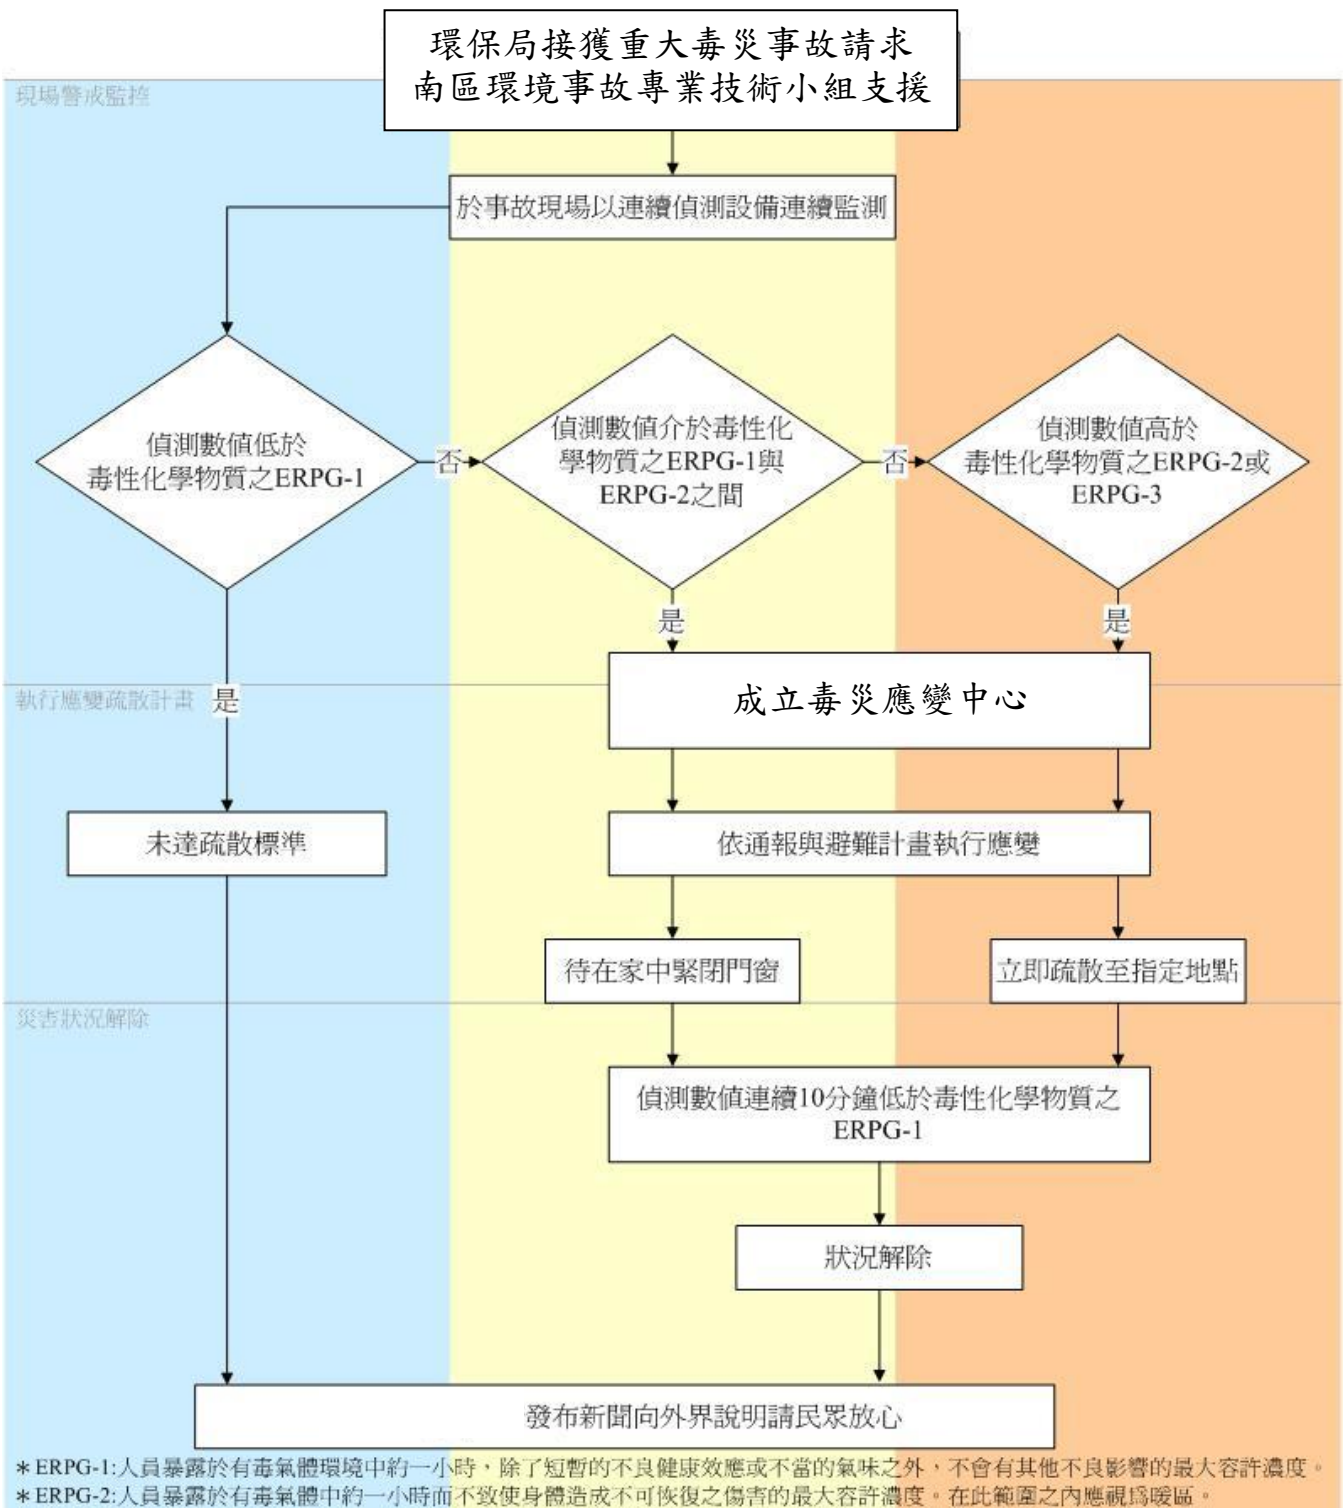 環保局接獲重大毒災事故請求
南區環境事故專業技術小組支援
現場警戒監控
於事故現場以連續偵測設備連續監測
偵測數值低於
毒性化學物質之ERPG-1
否
偵測數值介於毒性化
學物質之ERPG-1與
ERPG-2之間
否
偵測數值高於
毒性化學物質之ERPG-2或
ERPG-3
是
是
執行應變疏散計畫
是
成立毒災應變中心
未達疏散標準
依通報與避難計畫執行應變
待在家中緊閉門窗
立即疏散至指定地點
災害狀況解除
偵測數值連續10分鐘低於毒性化學物質之
ERPG-1
狀況解除
發布新聞向外界說明請民眾放心
＊ERPG-1:人員暴露於有毒氣體環境中約一小時，除了短暫的不良健康效應或不當的氣味之外，不會有其他不良影響的最大容許濃度。
＊ERPG-2:人員暴露於有毒氣體中約一小時而不致使身體造成不可恢復之傷害的最大容許濃度。在此範圍之內應視為暖區。